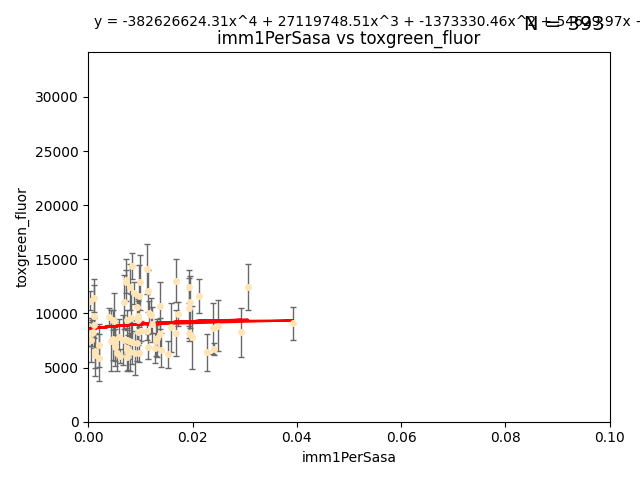 y = -382626624.31x^4 + 27119748.51x^3 + -1373330.46x^2 +
N = 393
imm1PerSasa vs toxgreen_fluor
30000
25000
20000
15000
10000
5000
0
toxgreen_fluor
0.00 0.02 0.04 0.06 0.08 0.10
imm1PerSasa